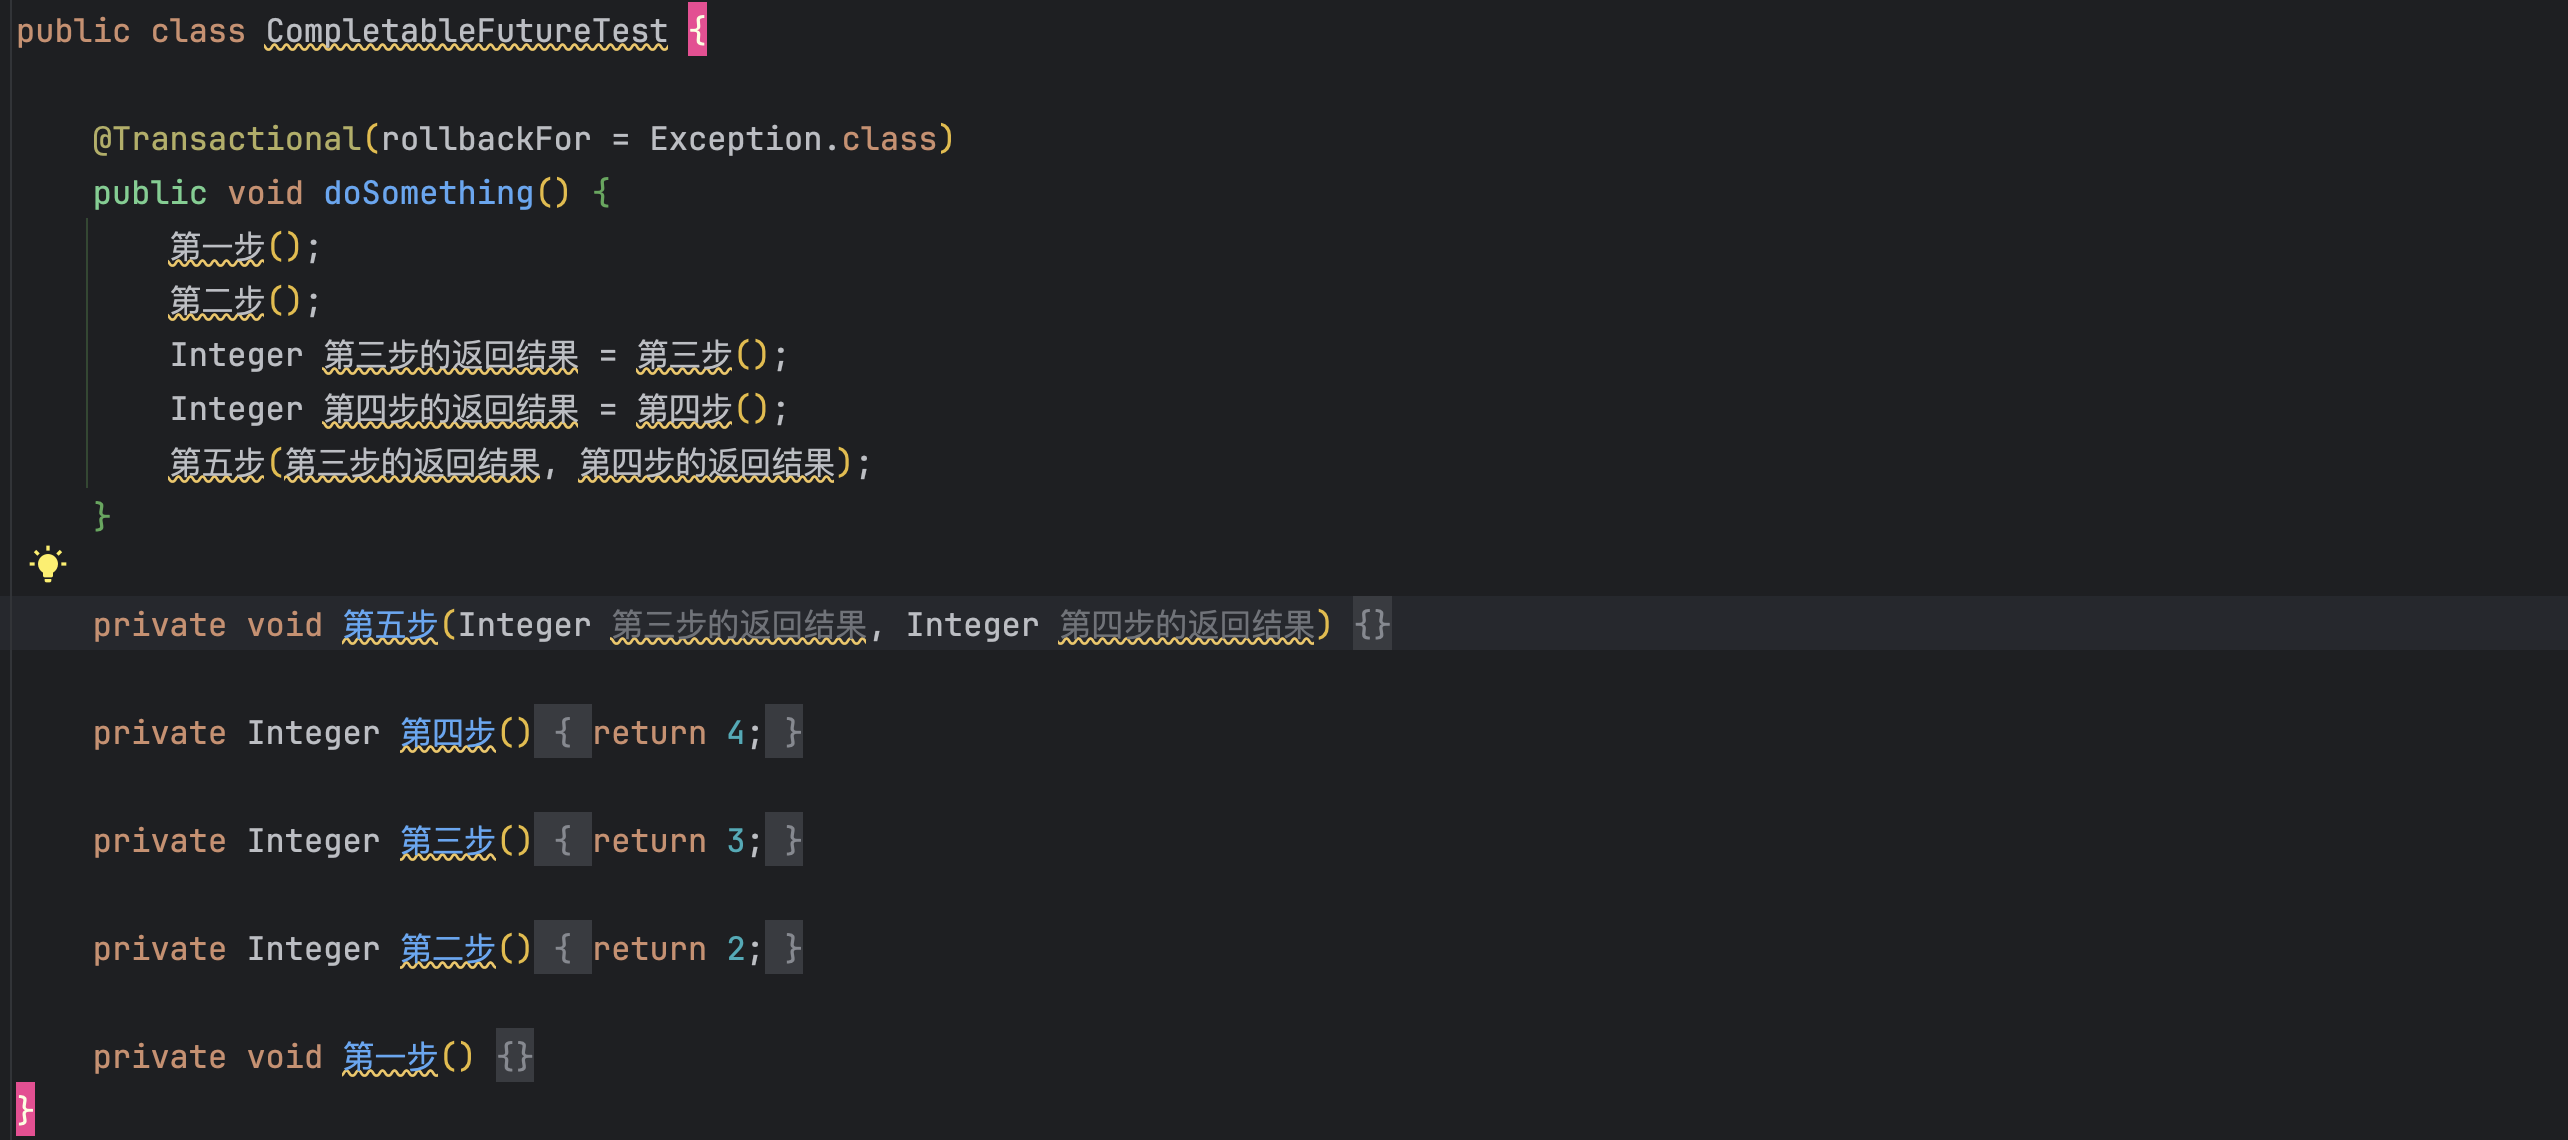 public class CompletableFutureTest {
@Transactional(rollbackFor = Exception.class)
public void doSomething() {
第一步();
第二步();
Integer 第三步的返回结果 = 第三步();
Integer 第四步的返回结果 = 第四步();
第五步(第三步的返回结果, 第四步的返回结果);
}
private void 第五步(Integer 第三步的返回结果, Integer 第四步的返回结果) {}
private Integer 第四步() { return 4; }
private Integer 第三步() { return 3; }
private Integer 第二步() { return 2; }
private void 第一步() {}
}